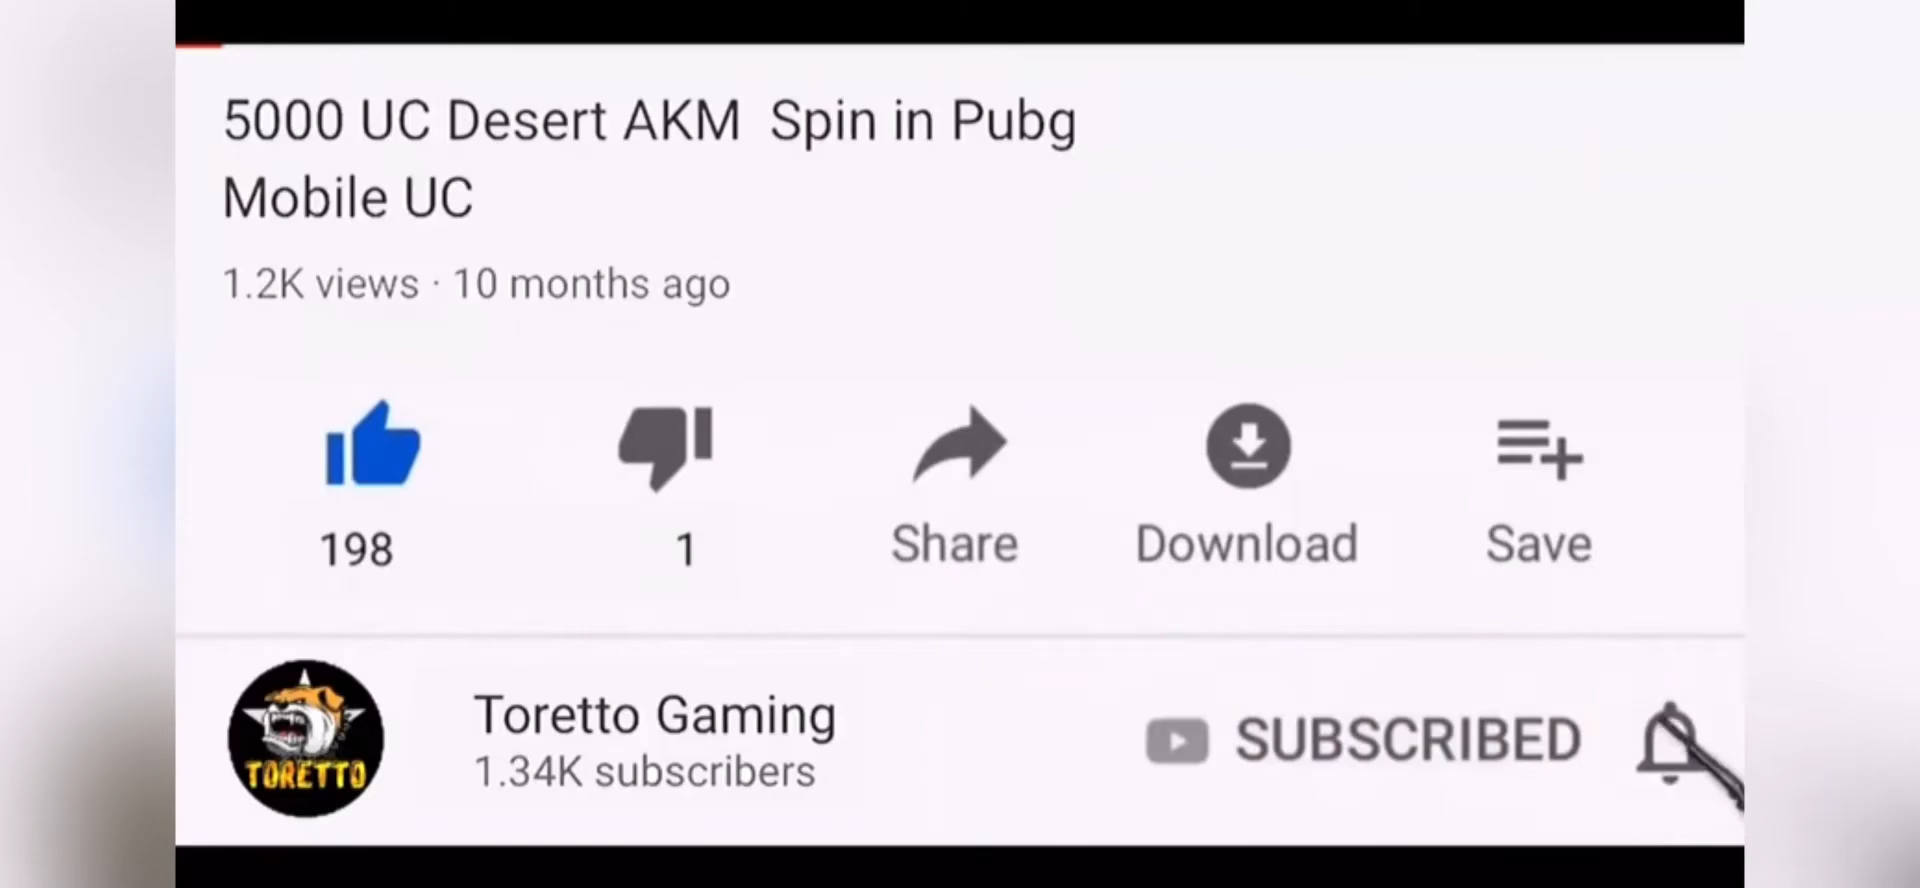 5000 UC Desert AKM  Spin in Pubg
Mobile UC
1.2K views · 10 months ago
198
1
Share
Download
Save
TORETTO
Toretto Gaming
1.34K subscribers
SUBSCRIBED